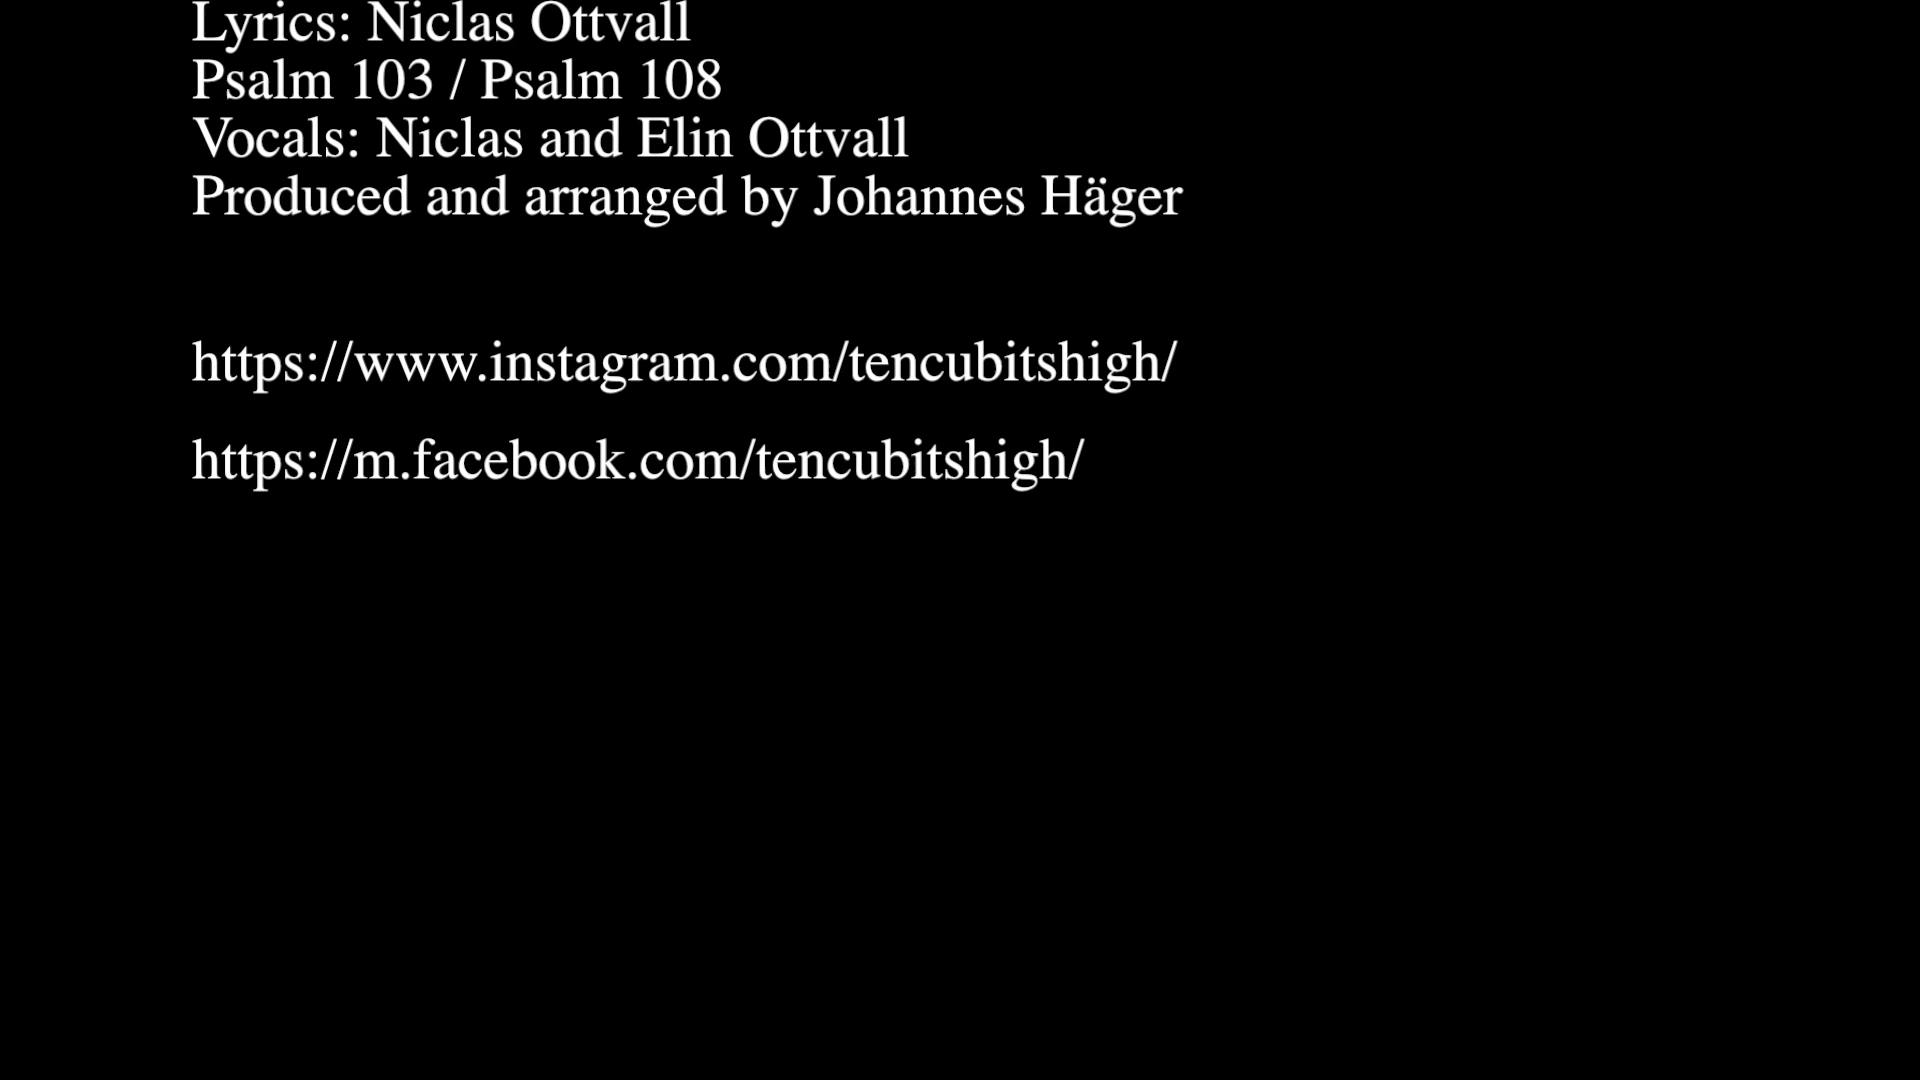 Lyrics: Niclas Ottvall
Psalm 103 / Psalm 108
Vocals: Niclas and Elin Ottvall
Produced and arranged by Johannes Häger
https://www.instagram.com/tencubitshigh/
https://m.facebook.com/tencubitshigh/